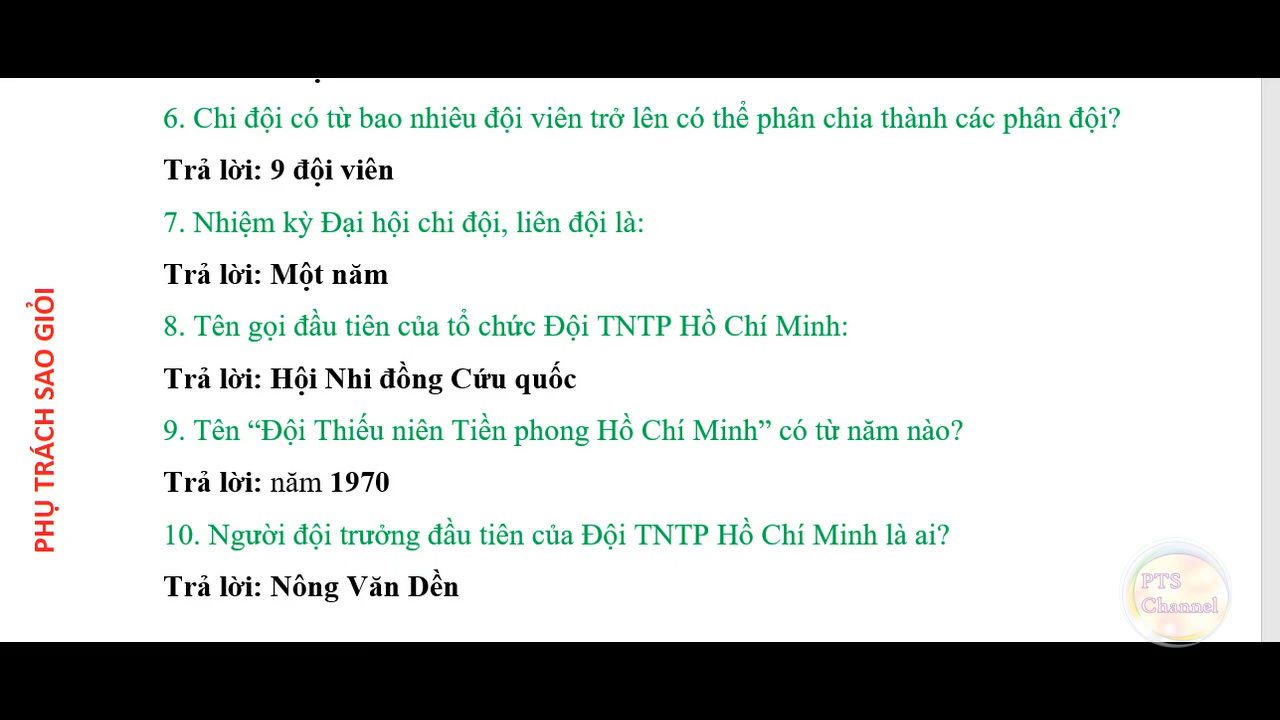 6. Chi đội có từ bao nhiêu đội viên trở lên có thể phân chia thành các phân đội?
Trả lời: 9 đội viên
7. Nhiệm kỳ Đại hội chi đội, liên đội là:
Trả lời: Một năm
8. Tên gọi đầu tiên của tổ chức Đội TNTP Hồ Chí Minh:
Trả lời: Hội Nhi đồng Cứu quốc
9. Tên “Đội Thiếu niên Tiền phong Hồ Chí Minh” có từ năm nào?
Trả lời: năm 1970
10. Người đội trưởng đầu tiên của Đội TNTP Hồ Chí Minh là ai?
Trả lời: Nông Văn Dền
PHỤ TRÁCH SAO GIỎI
PTS
Channel